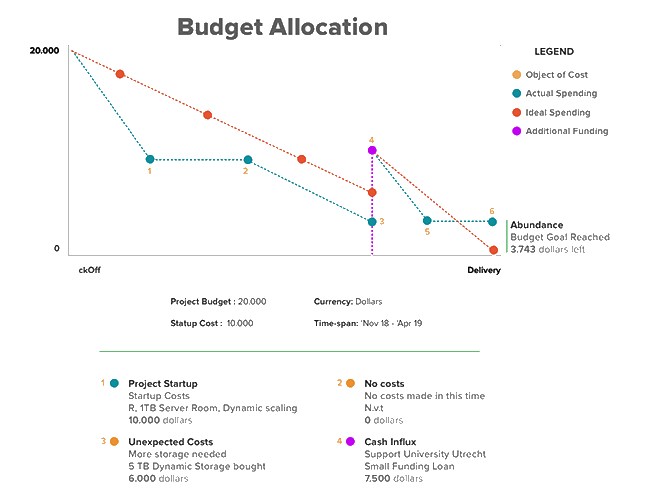 Budget Allocation
20.000
0
ckOff
Delivery
1
2
3
4
5
6
LEGEND
Object of Cost
Actual Spending
Ideal Spending
Additional Funding
Abundance
Budget Goal Reached
3.743 dollars left
Project Budget : 20.000
Currency: Dollars
Statup Cost : 10.000
Time-span: 'Nov 18 - 'Apr 19
1 Project Startup
Startup Costs
R, 1TB Server Room, Dynamic scaling
10.000 dollars
2 No costs
No costs made in this time
N.v.t
0 dollars
3 Unexpected Costs
More storage needed
5 TB Dynamic Storage bought
6.000 dollars
4 Cash Influx
Support University Utrecht
Small Funding Loan
7.500 dollars